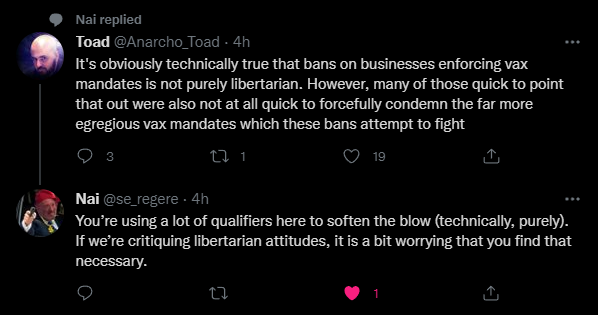 Nai replied
Toad @Anarcho_Toad · 4h
It's obviously technically true that bans on businesses enforcing vax
mandates is not purely libertarian. However, many of those quick to point
that out were also not at all quick to forcefully condemn the far more
egregious vax mandates which these bans attempt to fight
3 1 19
Nai @se_regere · 4h
You’re using a lot of qualifiers here to soften the blow (technically, purely).
If we’re critiquing libertarian attitudes, it is a bit worrying that you find that
necessary.
1